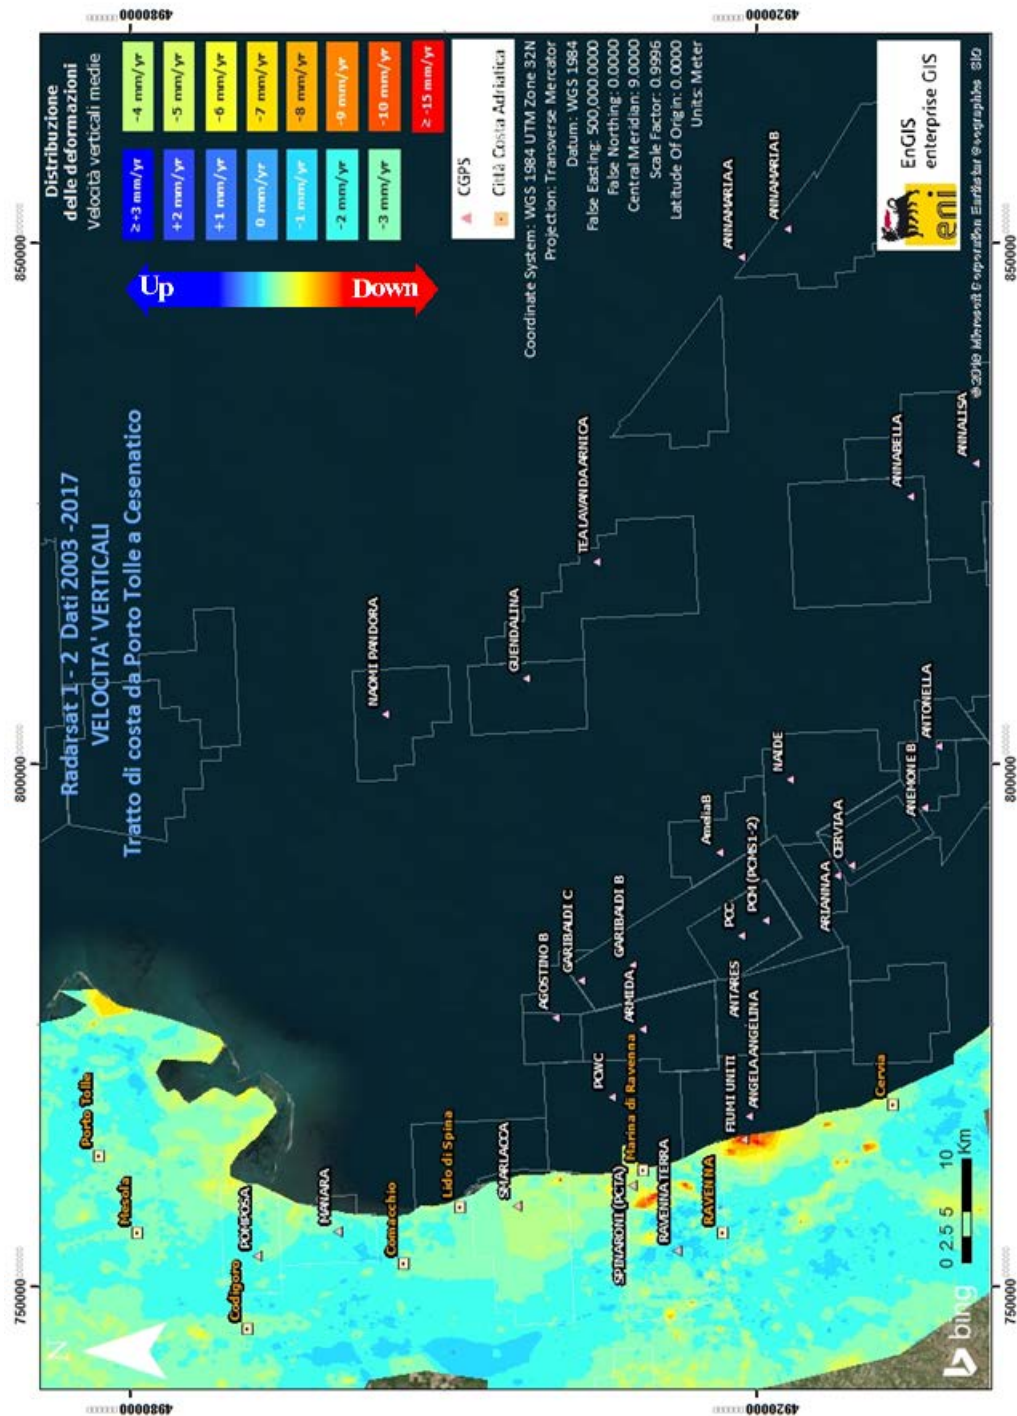 Radarsat 1 - 2 Dati 2003 -2017
VELOCITA' VERTICALI
Tratto di costa da Porto Tolle a Cesenatico
Distribuzione
delle deformazioni
Velocità verticali medie
≥+3 mm/yr
-4 mm/yr
+2 mm/yr
-5 mm/yr
+1 mm/yr
-6 mm/yr
0 mm/yr
-7 mm/yr
-1 mm/yr
-8 mm/yr
-2 mm/yr
-9 mm/yr
-3 mm/yr
-10 mm/yr
≥ -15 mm/yr
Up
Down
CGPS
Città Costa Adriatica
Coordinate System: WGS 1984 UTM Zone 32N
Projection: Transverse Mercator
Datum: WGS 1984
False Easting: 500,000.0000
False Northing: 0.0000
Central Meridian: 9.0000
Scale Factor: 0.9996
Latitude Of Origin: 0.0000
Units: Meter
EnGIS
enterprise GIS
eni
750000
800000
850000
4980000
4980000
4920000
4920000
N
Porto Tolle
Mesola
Codigoro
POMPOSA
MANARA
Comacchio
Lido di Spina
SMARLACCA
NAOMI PANDORA
GUENDALINA
TEA LAVANDA ARNICA
AGOSTINO B
GARIBALDI C
GARIBALDI B
ARMIDA
PCWC
Marina di Ravenna
SPINARONI (PCTA)
RAVENNA TERRA
RAVENNA
FIUMI UNITI
ANGELA ANGELINA
ANTARES
PCC
PCM (PCMS1-2)
Amelia B
NAIDE
ARIANNA A
CERVIA A
ANEMONE B
ANTONELLA
ANNABELLA
ANNALISA
ANNAMARIA A
ANNAMARIA B
Cervia
bing
0 2.5 5 10
Km
750000
800000
850000